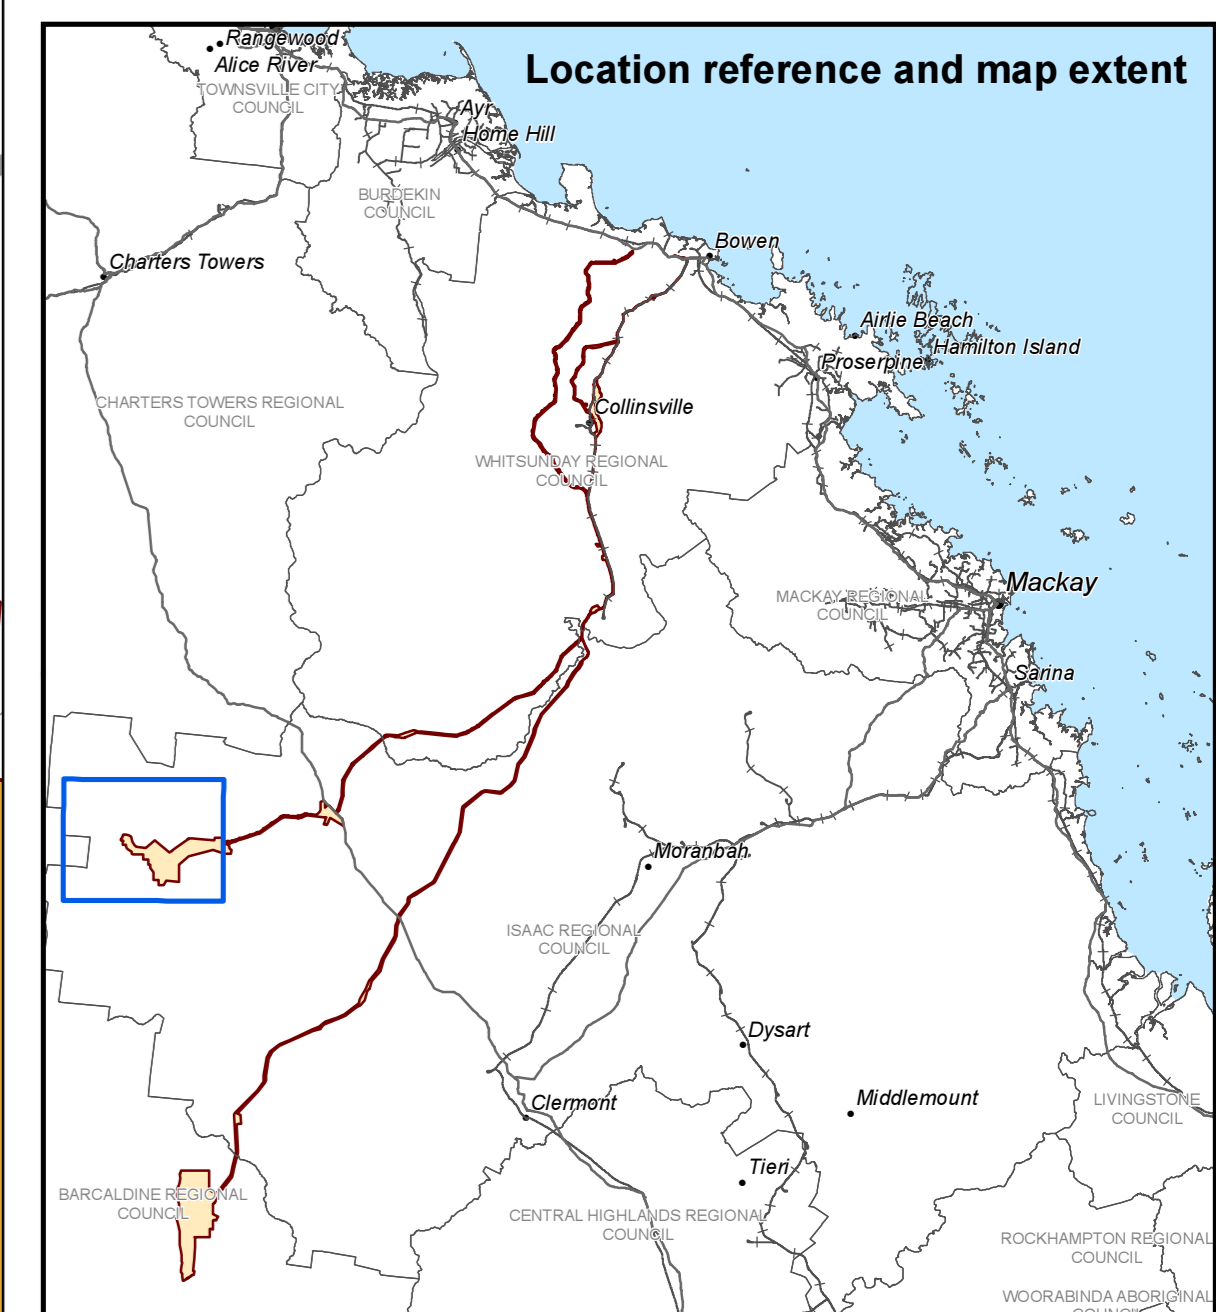 Location reference and map extent
Rangewood
Alice River
TOWNSVILLE CITY
COUNCIL
Ayr
Home Hill
BURDEKIN
COUNCIL
Bowen
Charters Towers
Airlie Beach
Hamilton Island
Proserpine
CHARTERS TOWERS REGIONAL
COUNCIL
Collinsville
WHITSUNDAY REGIONAL
COUNCIL
Mackay
MACKAY REGIONAL
COUNCIL
Sarina
Moranbah
ISAAC REGIONAL
COUNCIL
Dysart
Clermont
Middlemount
LIVINGSTONE
COUNCIL
Tieri
BARCALDINE REGIONAL
COUNCIL
CENTRAL HIGHLANDS REGIONAL
COUNCIL
ROCKHAMPTON REGIONAL
COUNCIL
WOORABINDA ABORIGINAL
COUNCIL